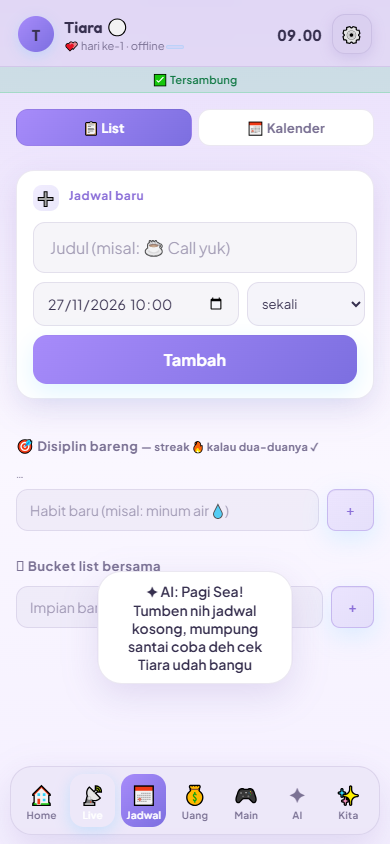 T
Tiara
hari ke-1 · offline
09.00
Tersambung
List
Kalender
Jadwal baru
Judul (misal: ☕ Call yuk)
27/11/2026 10:00
sekali
Tambah
🎯 Disiplin bareng — streak 🔥 kalau dua-duanya ✓
...
Habit baru (misal: minum air 💧)
+
Bucket list bersama
+
✦ AI: Pagi Sea!
Tumben nih jadwal
kosong, mumpung
santai coba deh cek
Tiara udah bangu
Home
Live
Jadwal
Uang
Main
AI
Kita